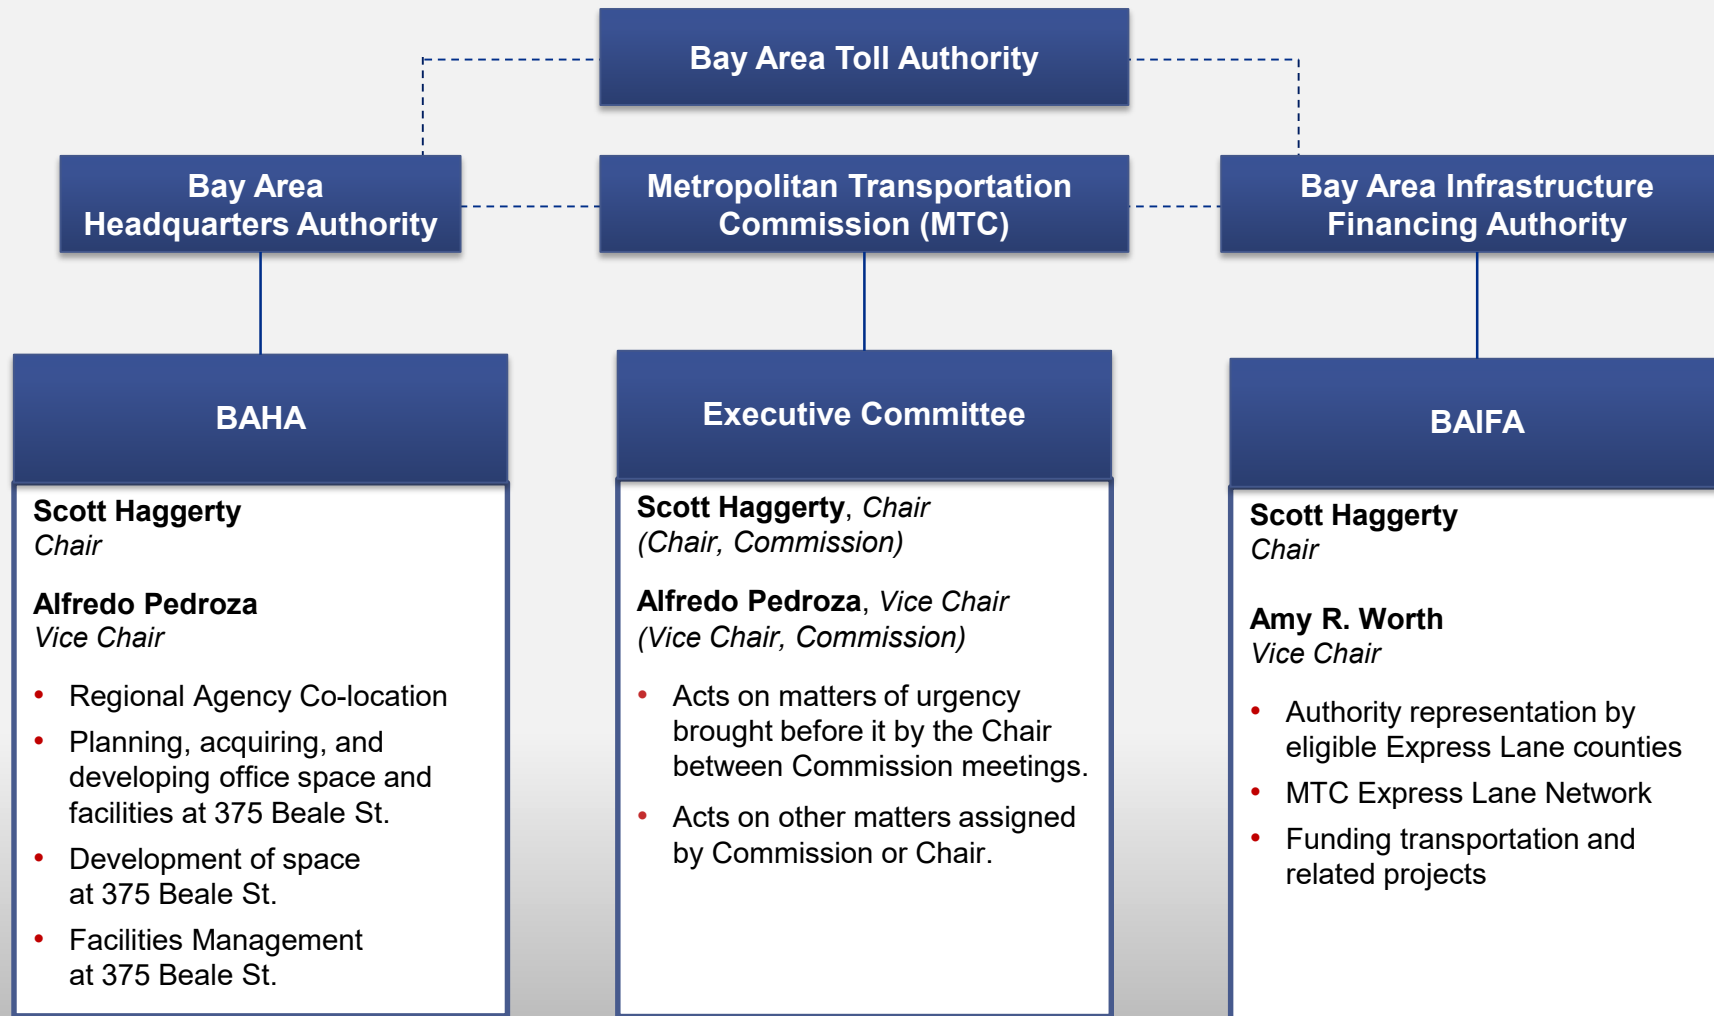 Bay Area Toll Authority
Bay Area
Headquarters Authority
Metropolitan Transportation
Commission (MTC)
Bay Area Infrastructure
Financing Authority
BAHA
Scott Haggerty
Chair
Alfredo Pedroza
Vice Chair
• Regional Agency Co-location
• Planning, acquiring, and
developing office space and
facilities at 375 Beale St.
• Development of space
at 375 Beale St.
• Facilities Management
at 375 Beale St.
Executive Committee
Scott Haggerty, Chair
(Chair, Commission)
Alfredo Pedroza, Vice Chair
(Vice Chair, Commission)
• Acts on matters of urgency
brought before it by the Chair
between Commission meetings.
• Acts on other matters assigned
by Commission or Chair.
BAIFA
Scott Haggerty
Chair
Amy R. Worth
Vice Chair
• Authority representation by
eligible Express Lane counties
• MTC Express Lane Network
• Funding transportation and
related projects